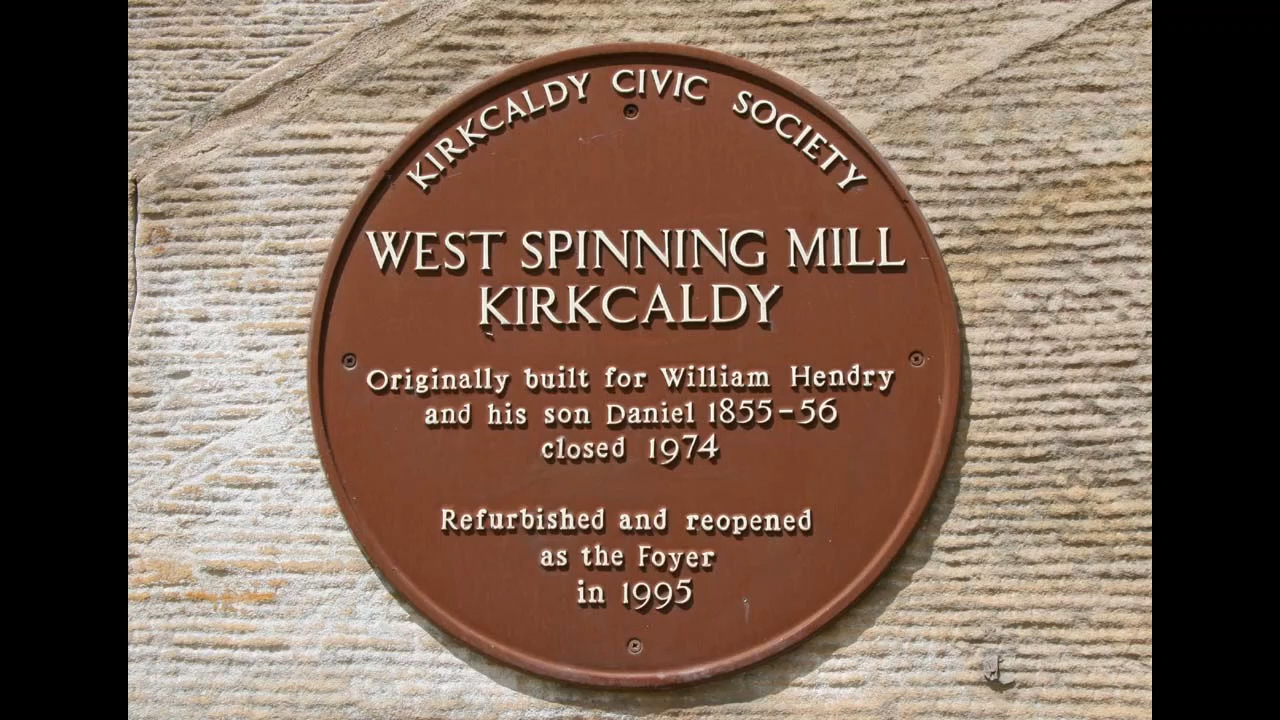 KIRKCALDY CIVIC SOCIETY
WEST SPINNING MILL
KIRKCALDY
Originally built for William Hendry
and his son Daniel 1855-56
closed 1974
Refurbished and reopened
as the Foyer
in 1995